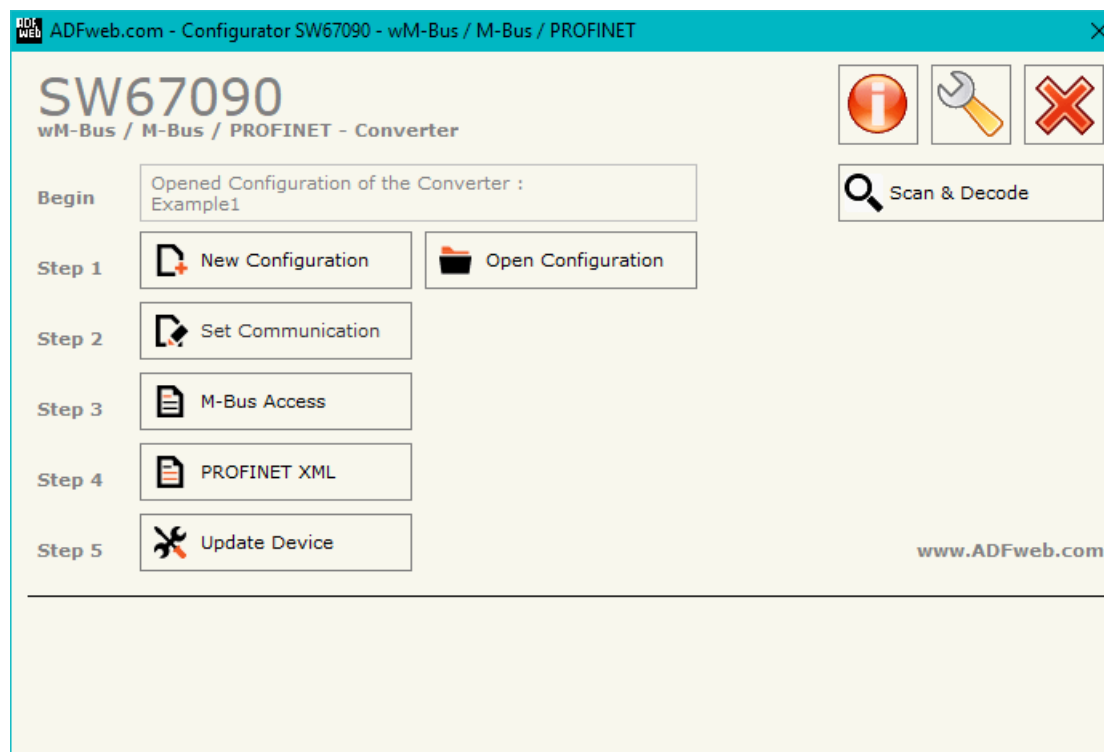 ADF
WEB
ADFweb.com - Configurator SW67090 - wM-Bus / M-Bus / PROFINET
SW67090
wM-Bus / M-Bus / PROFINET - Converter
Begin
Opened Configuration of the Converter :
Example1
Scan & Decode
Step 1
New Configuration
Open Configuration
Step 2
Set Communication
Step 3
M-Bus Access
Step 4
PROFINET XML
Step 5
Update Device
www.ADFweb.com